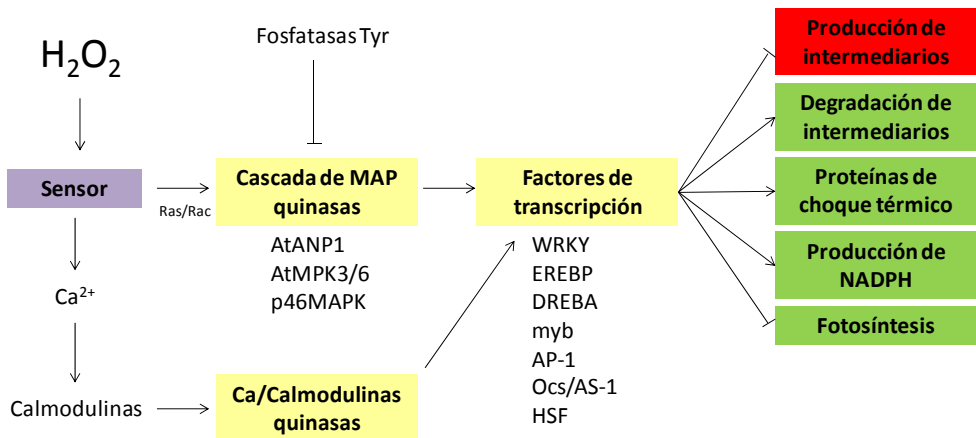 H₂O₂
Fosfatasas Tyr
Sensor
Ras/Rac
Cascada de MAP
quinasas
AtANP1
AtMPK3/6
p46MAPK
Ca²⁺
Calmodulinas
Ca/Calmodulinas
quinasas
Factores de
transcripción
WRKY
EREBP
DREBA
myb
AP-1
Ocs/AS-1
HSF
Producción de
intermediarios
Degradación de
intermediarios
Proteínas de
choque térmico
Producción de
NADPH
Fotosíntesis